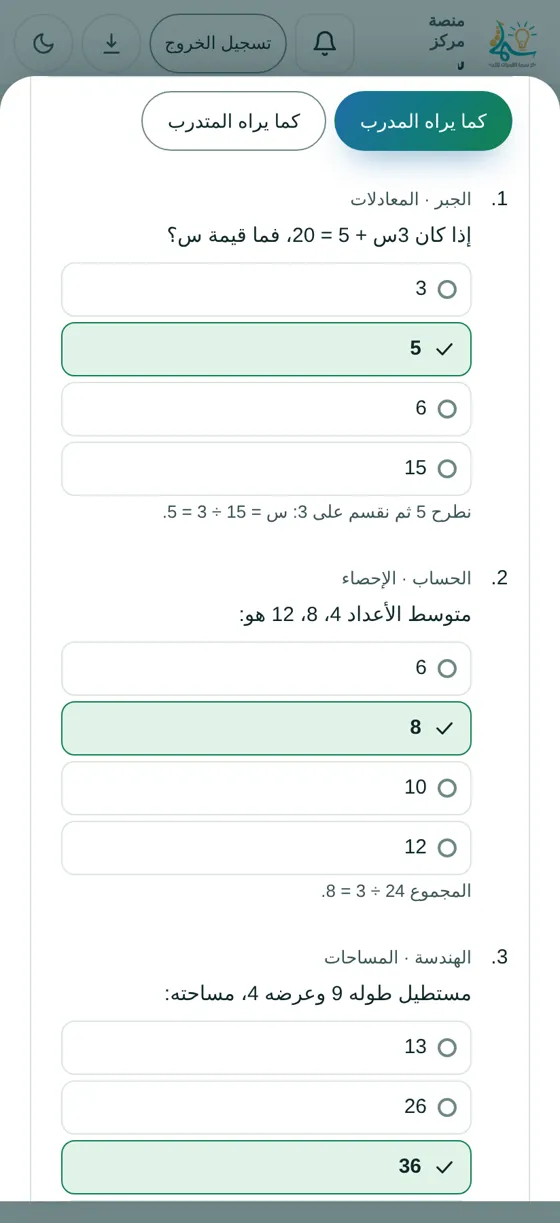 منصة
مركز
تسجيل الخروج
كما يراه المدرب
كما يراه المتدرب
1. الجبر · المعادلات
إذا كان 3س + 5 = 20، فما قيمة س؟
3
5
6
15
نطرح 5 ثم نقسم على 3: س = 15 ÷ 3 = 5.
2. الحساب · الإحصاء
متوسط الأعداد 4، 8، 12 هو:
6
8
10
12
المجموع 24 ÷ 3 = 8.
3. الهندسة · المساحات
مستطيل طوله 9 وعرضه 4، مساحته:
13
26
36